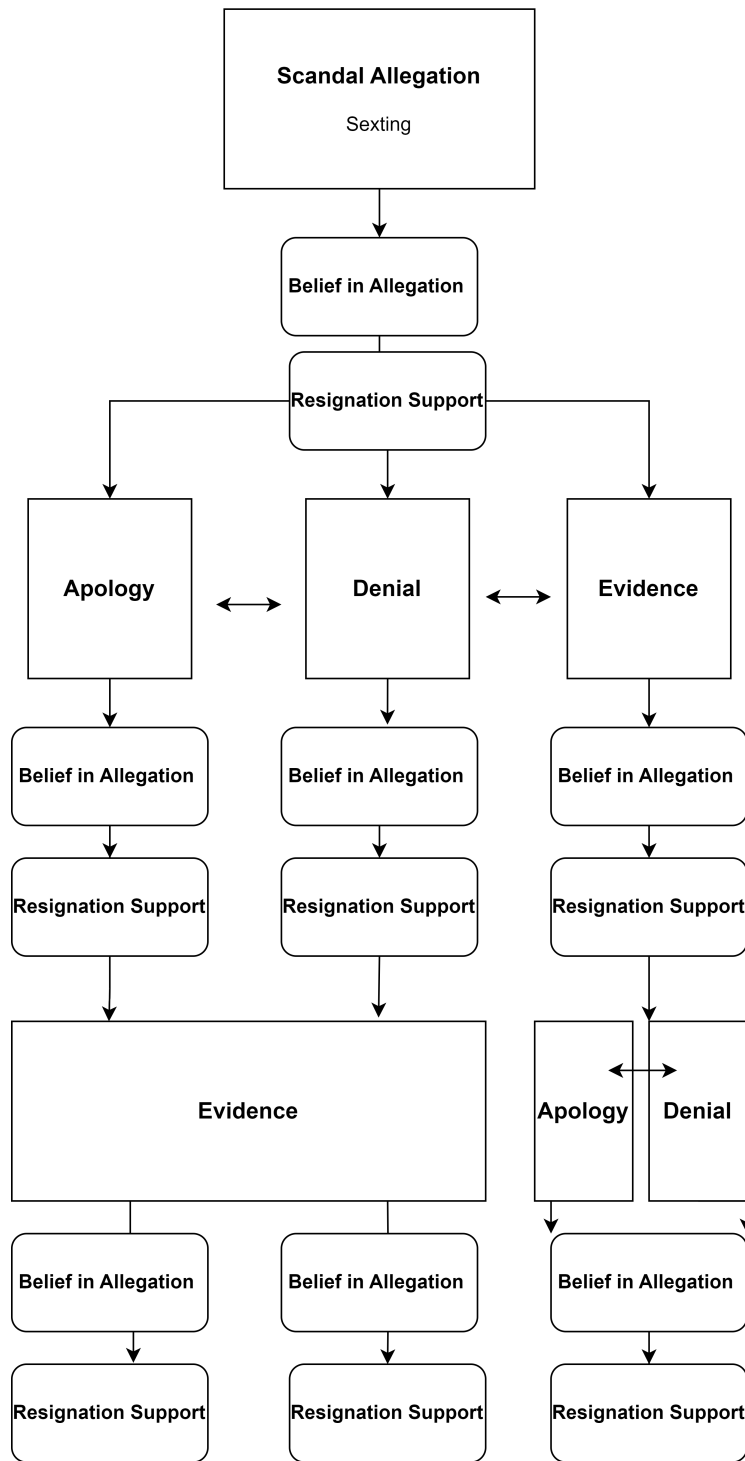 Scandal Allegation
Sexting
Belief in Allegation
Resignation Support
Apology
Denial
Evidence
Belief in Allegation
Belief in Allegation
Belief in Allegation
Resignation Support
Resignation Support
Resignation Support
Evidence
Apology
Denial
Belief in Allegation
Belief in Allegation
Belief in Allegation
Resignation Support
Resignation Support
Resignation Support